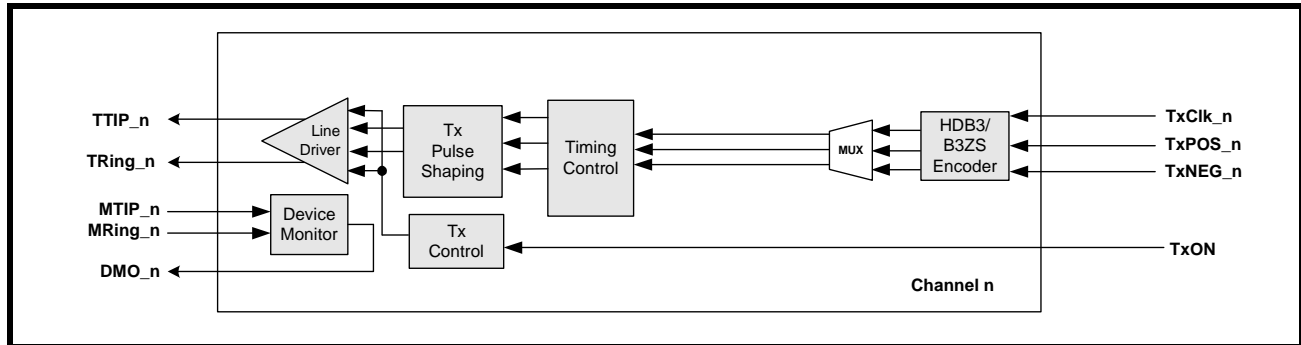 TTIP_n
TRing_n
MTIP_n
MRing_n
DMO_n
Line
Driver
Device
Monitor
Tx
Pulse
Shaping
Tx
Control
Timing
Control
MUX
HDB3/
B3ZS
Encoder
TxClk_n
TxPOS_n
TxNEG_n
TxON
Channel n